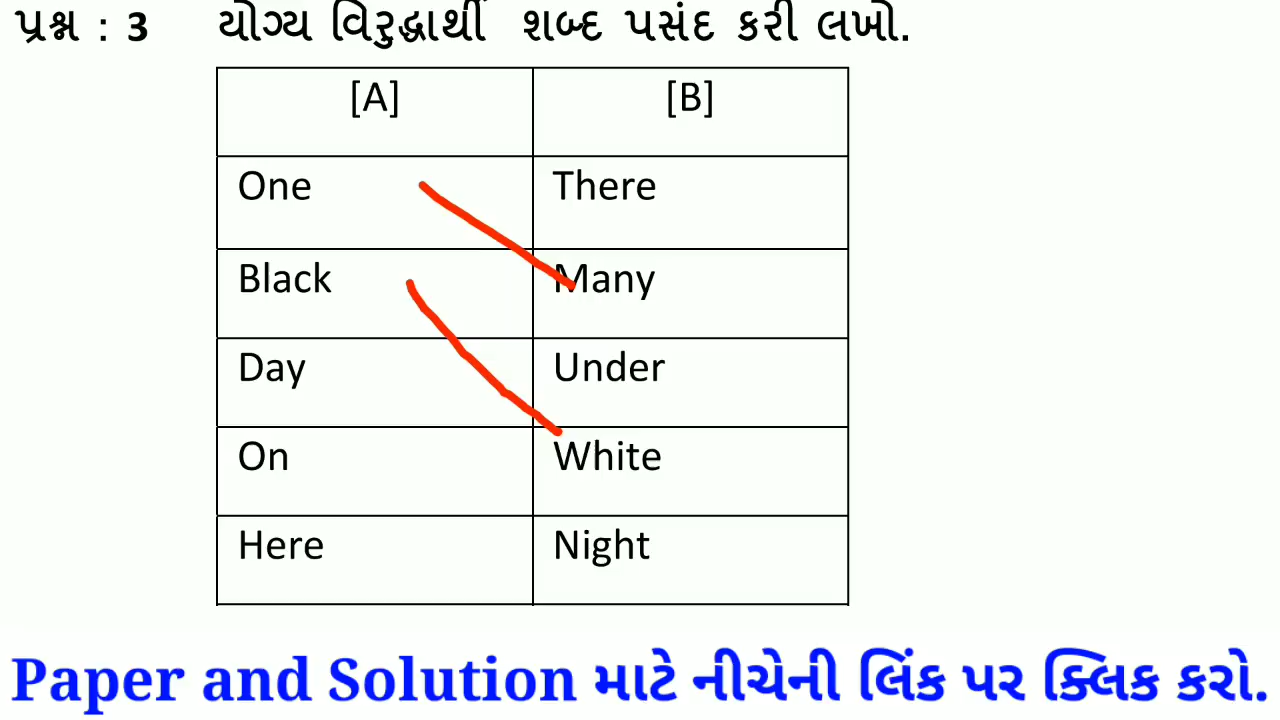 પ્રશ્ન : 3 યોગ્ય વિરુદ્ધાર્થી શબ્દ પસંદ કરી લખો.
[A] [B]
One There
Black Many
Day Under
On White
Here Night
Paper and Solution માટે નીચેની લિંક પર ક્લિક કરો.